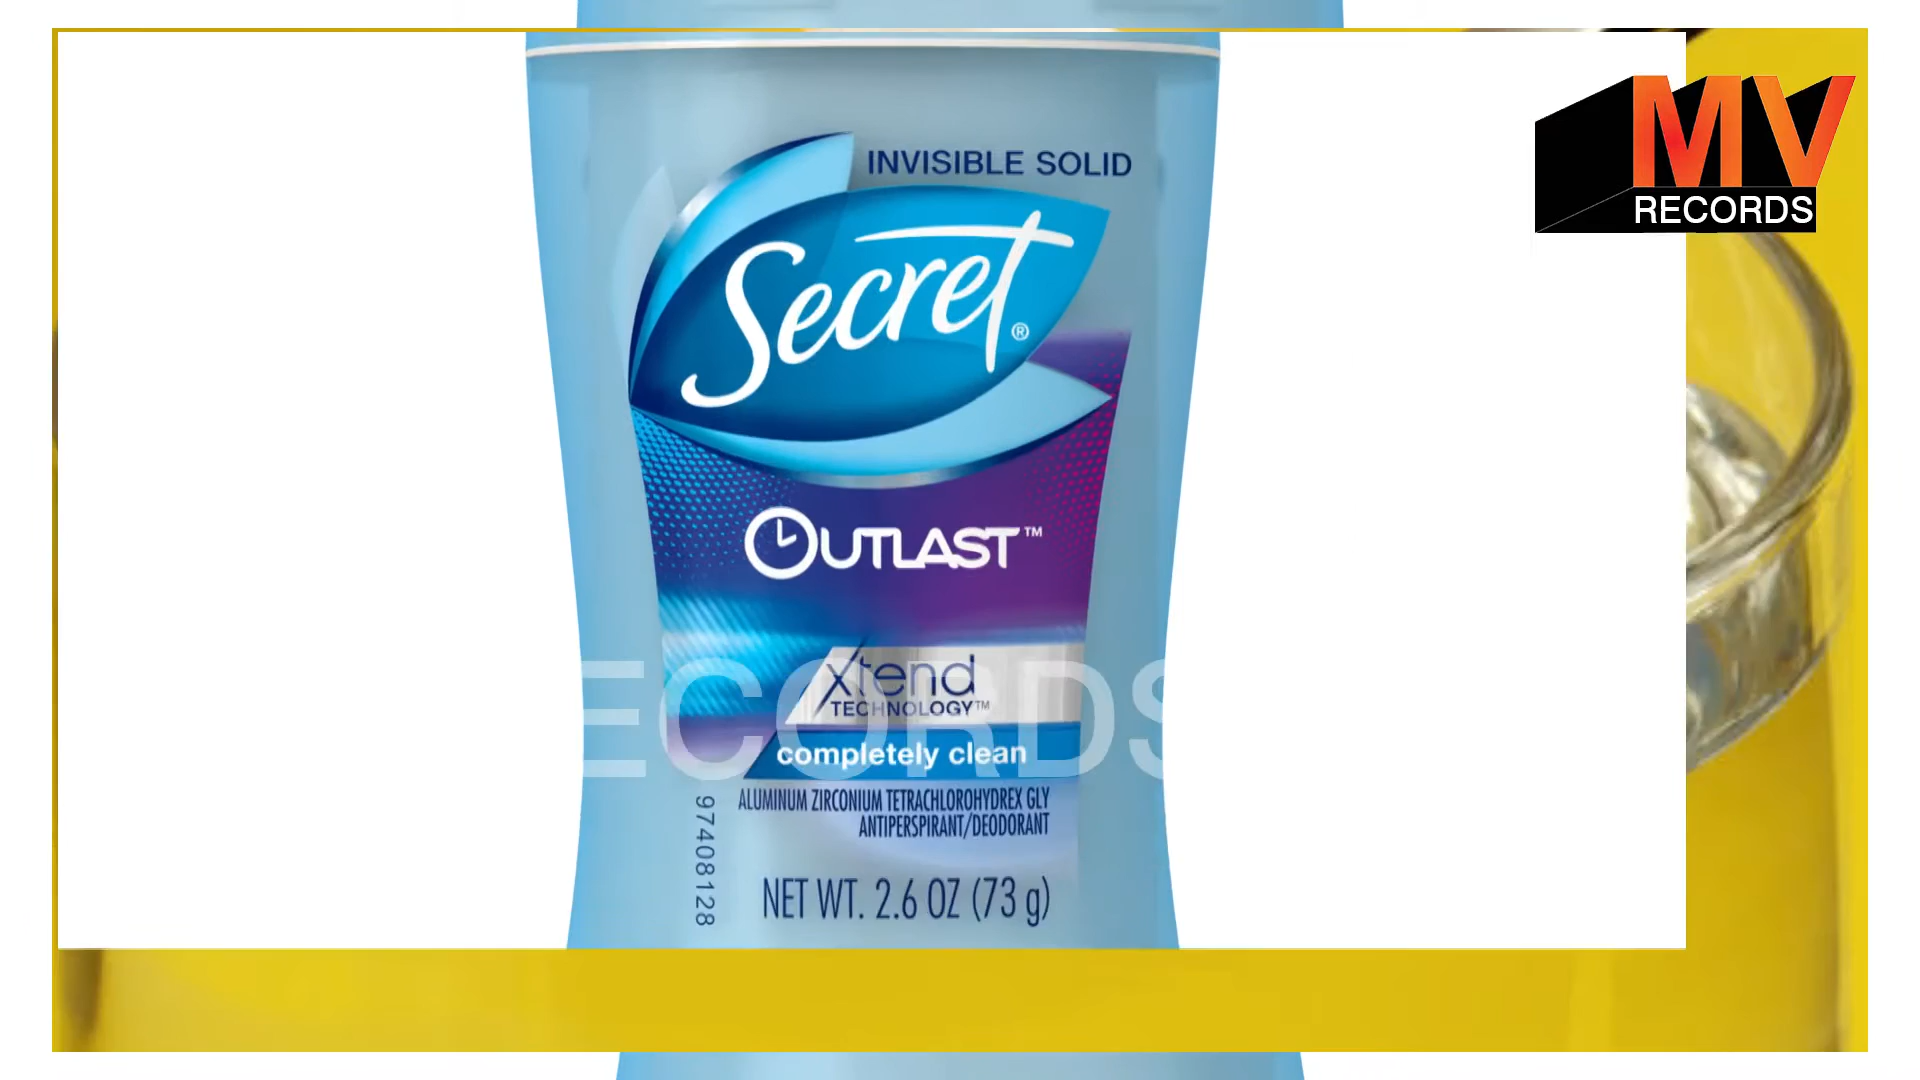 INVISIBLE SOLID
MV
RECORDS
Secret®
OUTLAST™
xtend
TECHNOLOGY™
ECORDS
completely clean
ALUMINUM ZIRCONIUM TETRACHLOROHYDREX GLY
ANTIPERSPIRANT/DEODORANT
97408128
NET WT. 2.6 OZ (73 g)